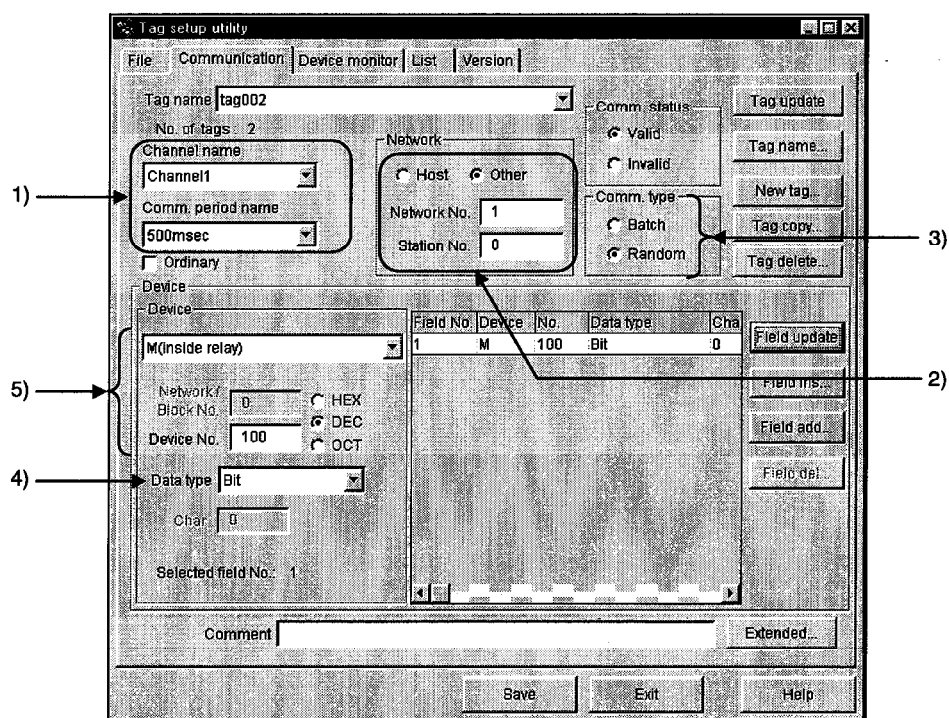 Tag setup utility
File Communication Device monitor List Version
Tag name tag002
No. of tags: 2
Channel name
Channel1
Comm. period name
500msec
Ordinary
Network
Host Other
Network No. 1
Station No. 0
Comm. status
Valid
Invalid
Comm. type
Batch
Random
Tag update
Tag name...
New tag...
Tag copy...
Tag delete...
1)
3)
Device
Device
M(inside relay)
Network/
Block No. 0
HEX
DEC
OCT
Device No. 100
Data type Bit
Char 0
Selected field No.: 1
5)
4)
Field No. Device No. Data type Cha
1 M 100 Bit 0
Field update
Field ins...
Field add...
Field del...
2)
Comment
Extended...
Save Exit Help